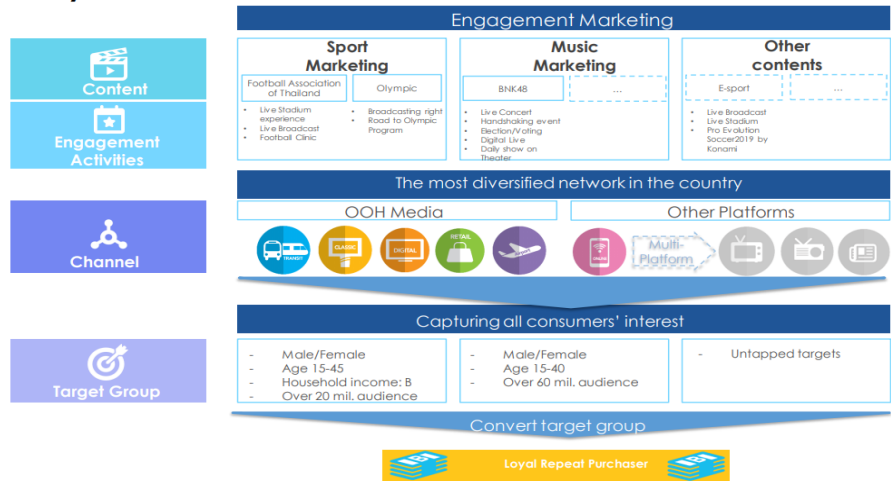 Engagement Marketing
Content
Sport
Marketing
Football Association
of Thailand
Olympic
Music
Marketing
BNK48
...
Other
contents
E-sport
...
Engagement
Activities
• Live Stadium
experience
• Live Broadcast
• Football Clinic
• Broadcasting right
• Road to Olympic
Program
• Live Concert
• Handshaking event
• Election/Voting
• Digital Live
• Daily show on
Theater
• Live Broadcast
• Live Stadium
• Pro Evolution
Soccer2019 by
Konami
The most diversified network in the country
Channel
OOH Media
Other Platforms
TRANSIT
CLASSIC
DIGITAL
RETAIL
ONLINE
Multi-
Platform
Capturing all consumers' interest
Target Group
- Male/Female
- Age 15-45
- Household income: B
- Over 20 mil. audience
- Male/Female
- Age 15-40
- Over 60 mil. audience
- Untapped targets
Convert target group
Loyal Repeat Purchaser